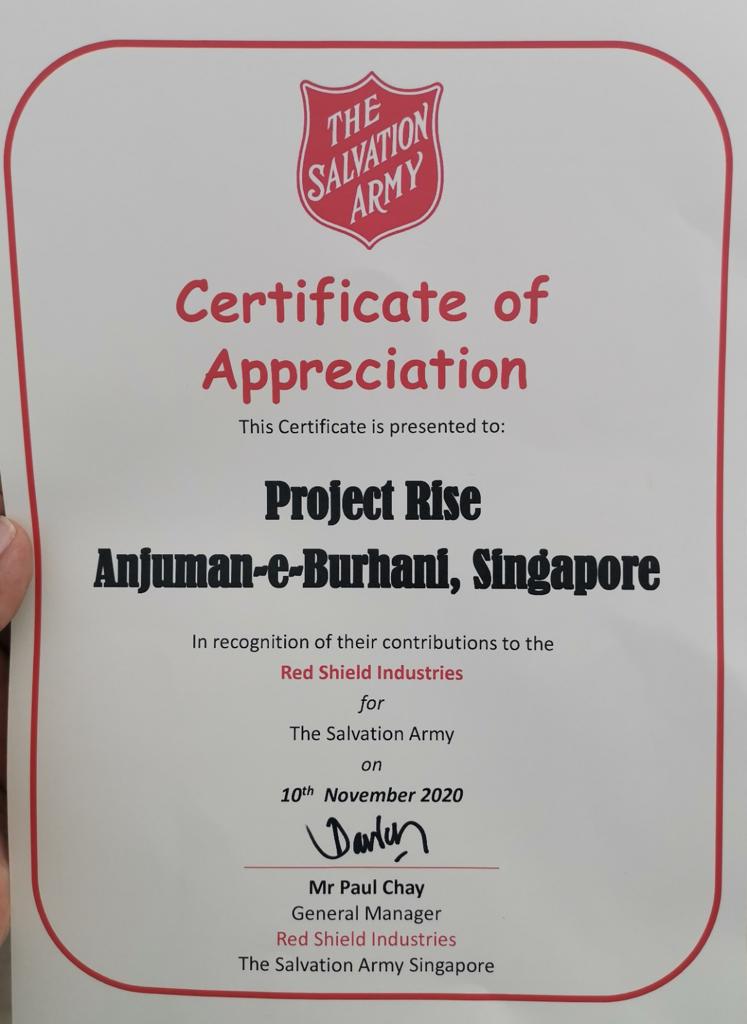 THE
SALVATION
ARMY
Certificate of
Appreciation
This Certificate is presented to:
Project Rise
Anjuman-e-Burhani, Singapore
In recognition of their contributions to the
Red Shield Industries
for
The Salvation Army
on
10th November 2020
Mr Paul Chay
General Manager
Red Shield Industries
The Salvation Army Singapore